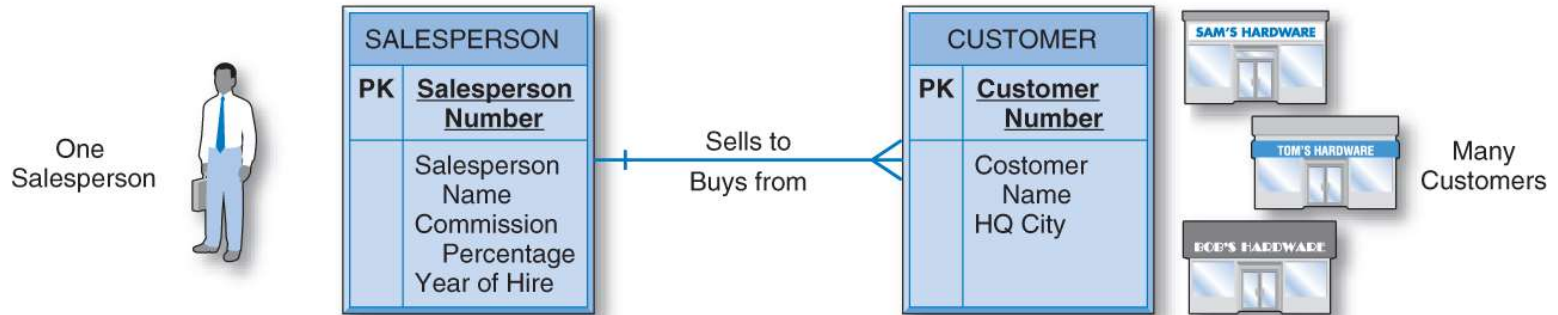 One
Salesperson
SALESPERSON
PK
Salesperson
Number
Salesperson
Name
Commission
Percentage
Year of Hire
Sells to
Buys from
CUSTOMER
PK
Customer
Number
Costomer
Name
HQ City
SAM'S HARDWARE
TOM'S HARDWARE
BOB'S HARDWARE
Many
Customers